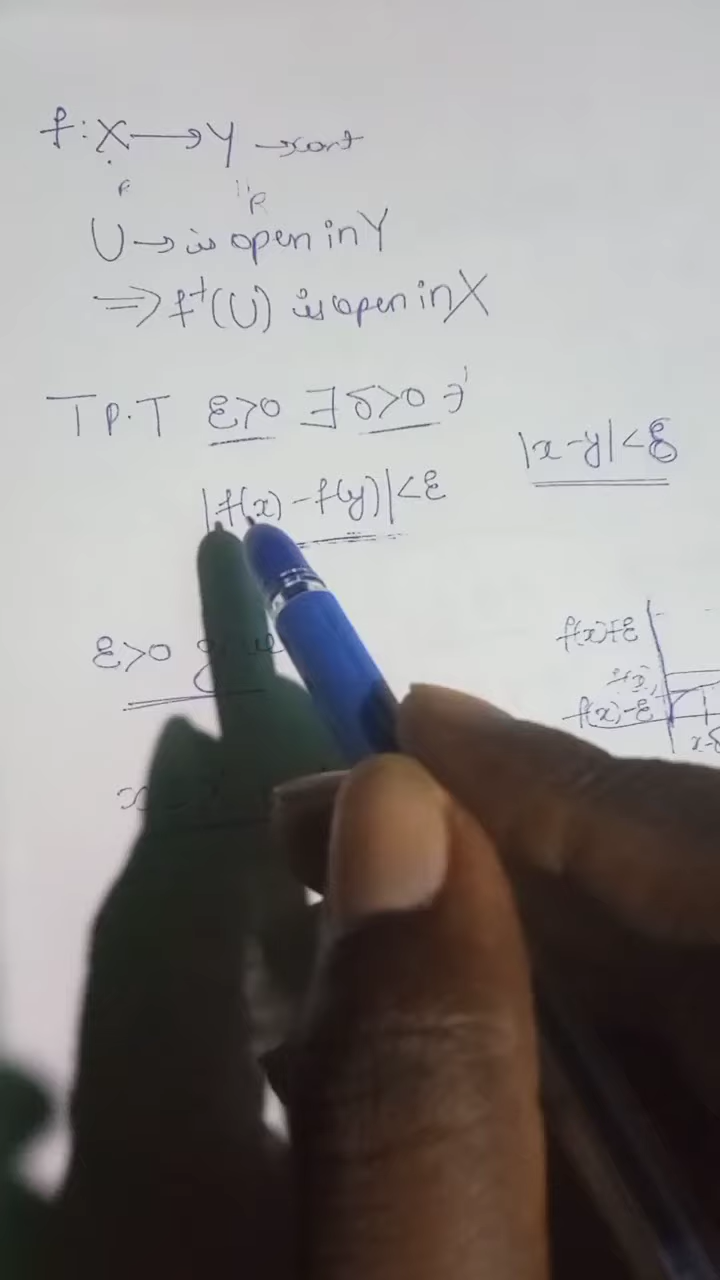 f: X → Y → cont
R R
U → is open in Y
⇒ f⁻¹(U) is open in X
T P.T ε>0 ∃ δ>0 ∋'
|x-y|<δ
|f(x) - f(y)|<ε
ε>0
f(x)+ε
f(x)
f(x)-ε
x-δ